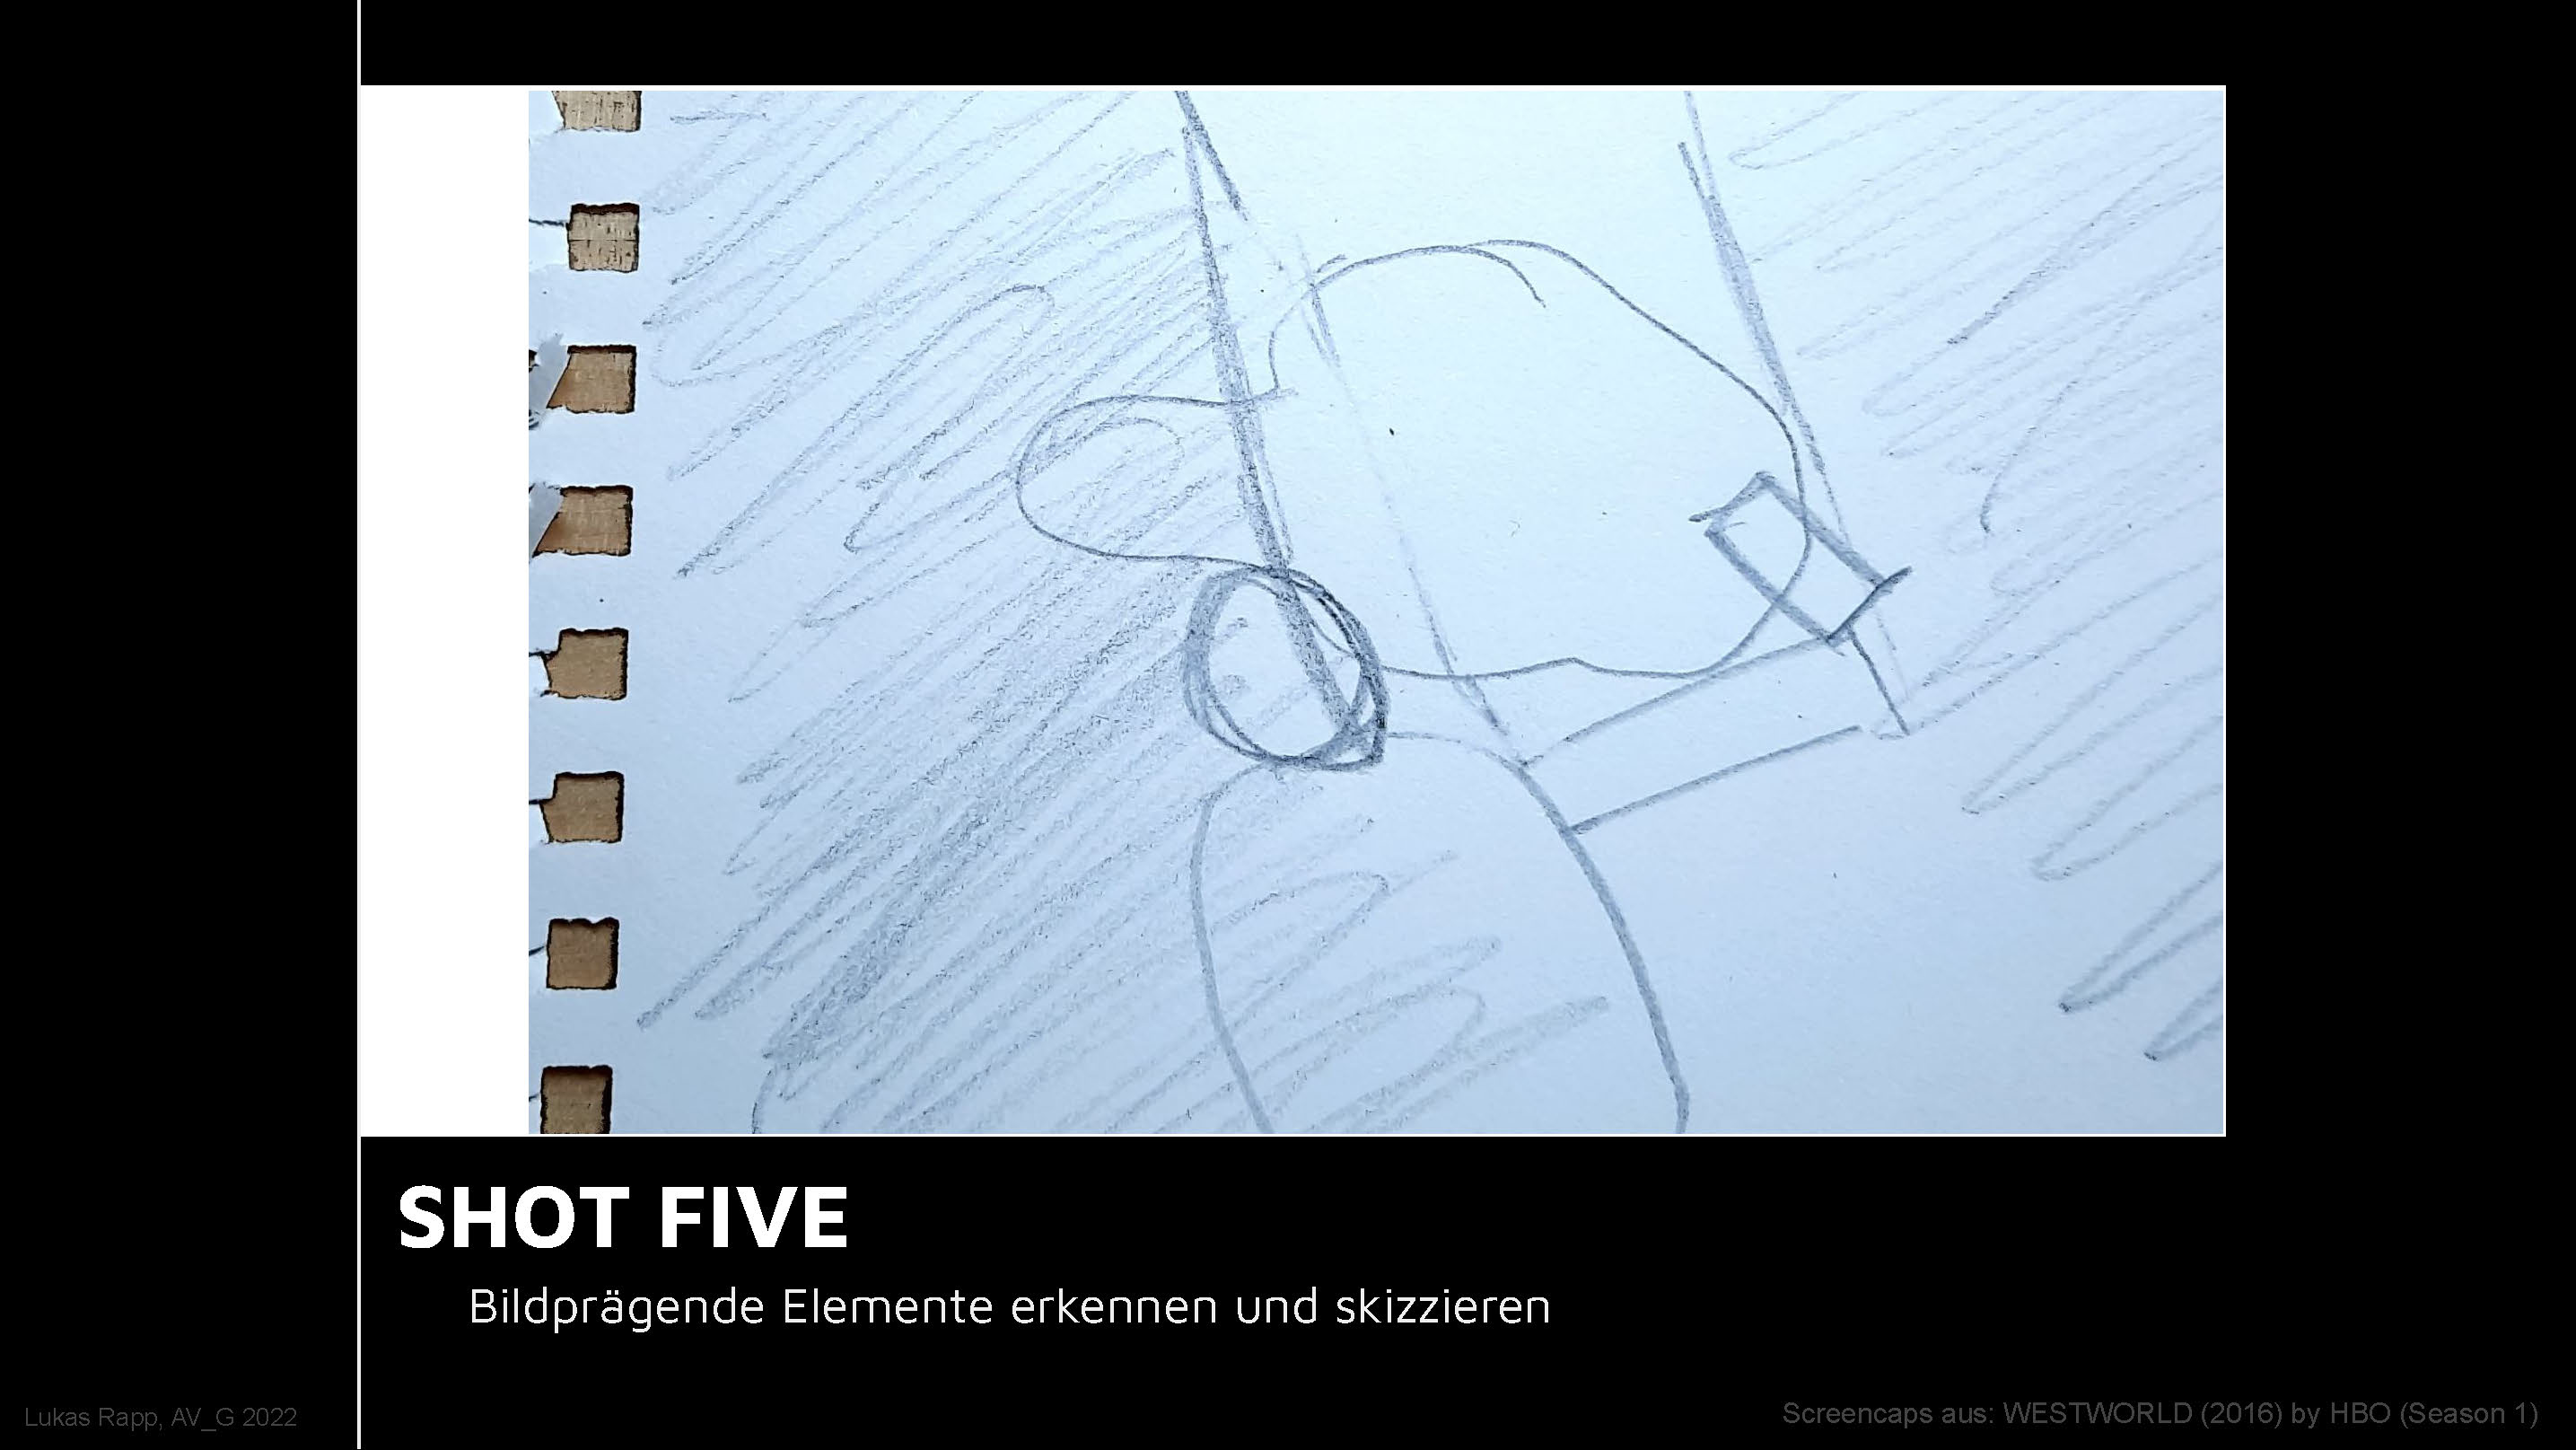 SHOT FIVE
Bildprägende Elemente erkennen und skizzieren
Lukas Rapp, AV_G 2022
Screencaps aus: WESTWORLD (2016) by HBO (Season 1)